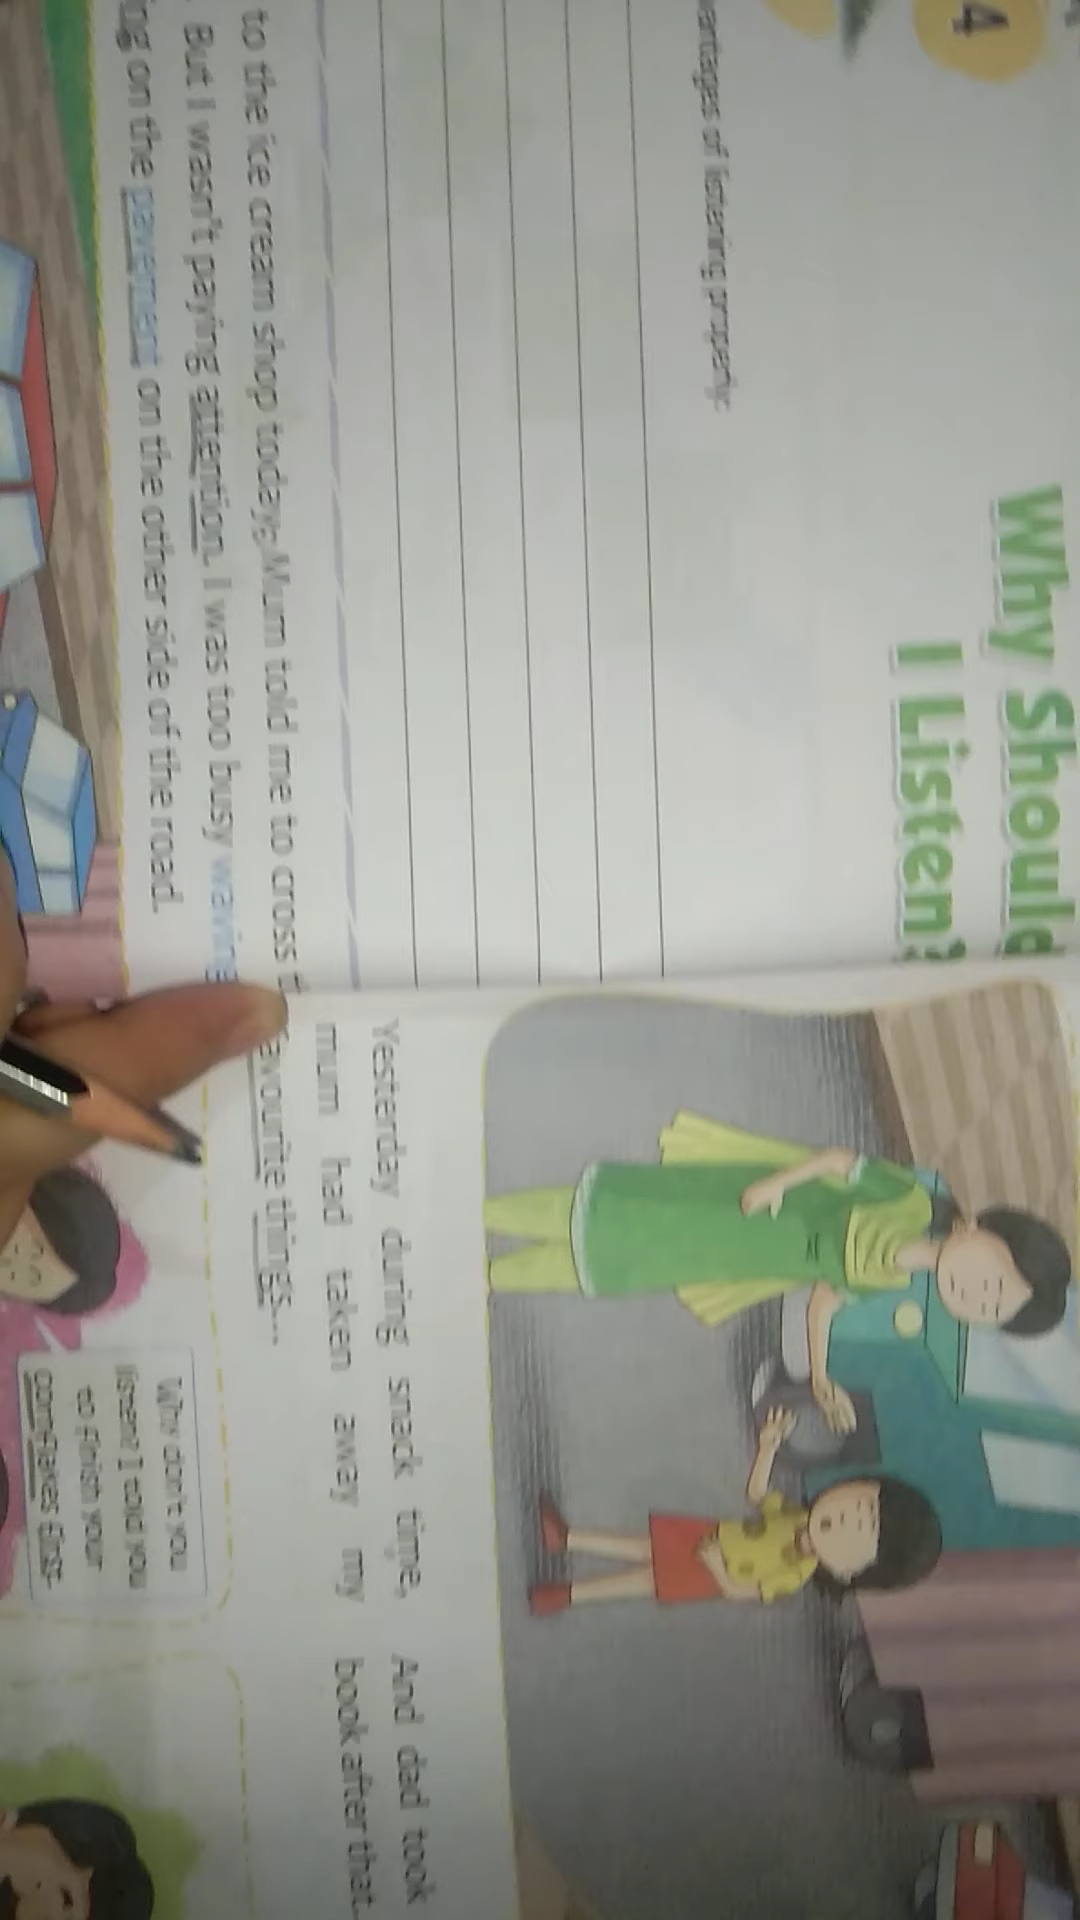 4
Why Should
I Listen?
of listening properly.
to the ice cream shop today. Mum told me to cross
. But I wasn't paying attention. I was too busy waving
on the pavement on the other side of the road.
Yesterday during snack time,
mum had taken away my
favourite things...
And dad took
book after that.
Why don't you
listen? I told you
to finish your
cornflakes first.